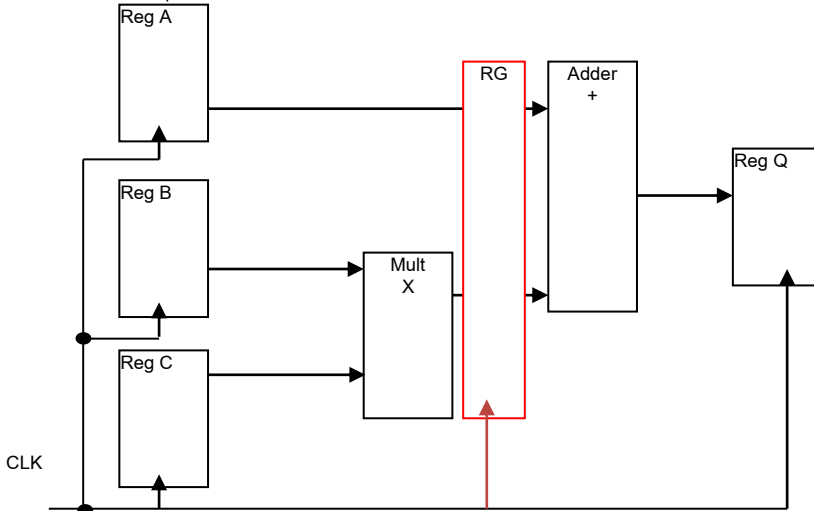 Reg A
RG
Adder
+
Reg Q
Reg B
Mult
X
Reg C
CLK